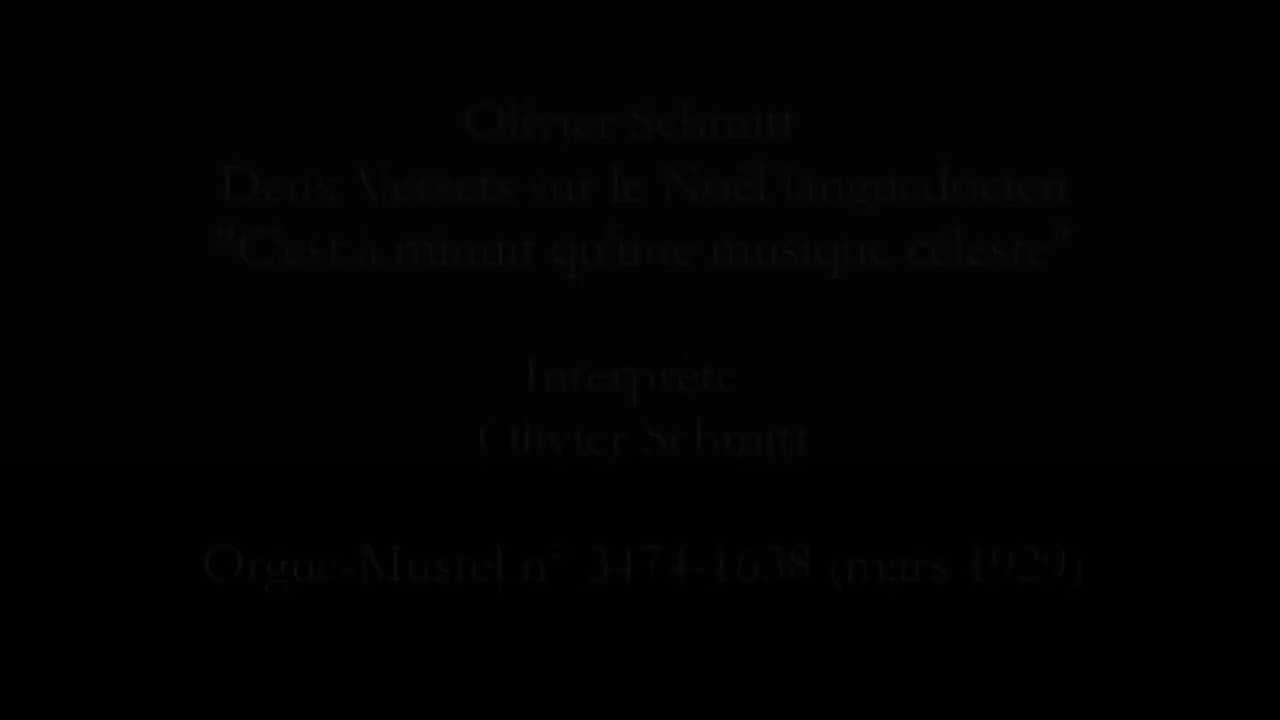 Olivier Schmitt
Deux Versets sur le Noël languedocien
"C'est à minuit qu'une musique céleste"
Interprète :
Olivier Schmitt
Orgue-Mustel n° 3474-1638 (mars 1929)